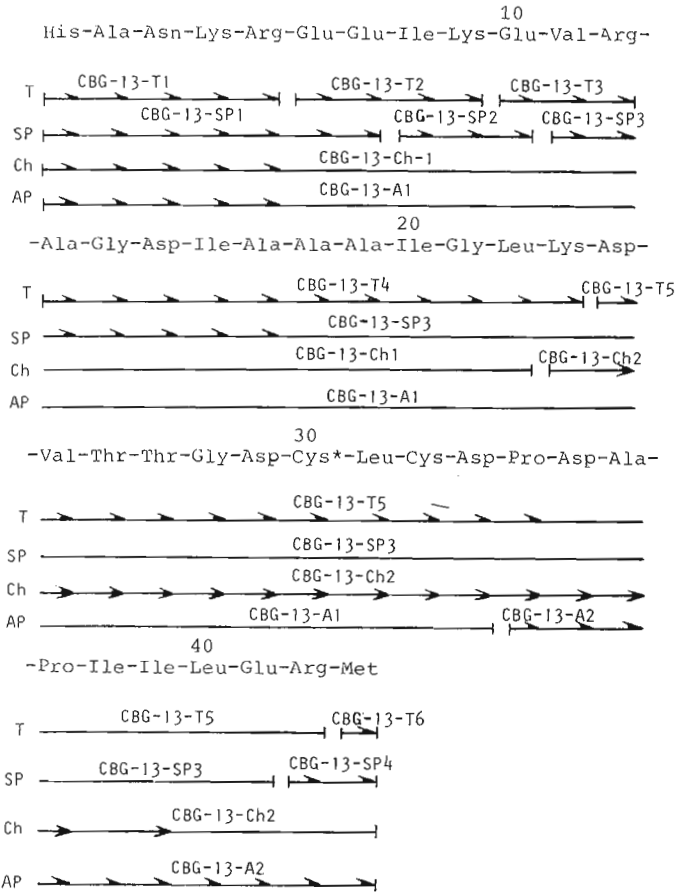 10
His-Ala-Asn-Lys-Arg-Glu-Glu-Ile-Lys-Glu-Val-Arg-
T CBG-13-T1 CBG-13-T2 CBG-13-T3
SP CBG-13-SP1 CBG-13-SP2 CBG-13-SP3
Ch CBG-13-Ch-1
AP CBG-13-A1
20
-Ala-Gly-Asp-Ile-Ala-Ala-Ala-Ile-Gly-Leu-Lys-Asp-
T CBG-13-T4 CBG-13-T5
SP CBG-13-SP3
Ch CBG-13-Ch1 CBG-13-Ch2
AP CBG-13-A1
30
-Val-Thr-Thr-Gly-Asp-Cys*-Leu-Cys-Asp-Pro-Asp-Ala-
T CBG-13-T5
SP CBG-13-SP3
Ch CBG-13-Ch2
AP CBG-13-A1 CBG-13-A2
40
-Pro-Ile-Ile-Leu-Glu-Arg-Met
T CBG-13-T5 CBG-13-T6
SP CBG-13-SP3 CBG-13-SP4
Ch CBG-13-Ch2
AP CBG-13-A2